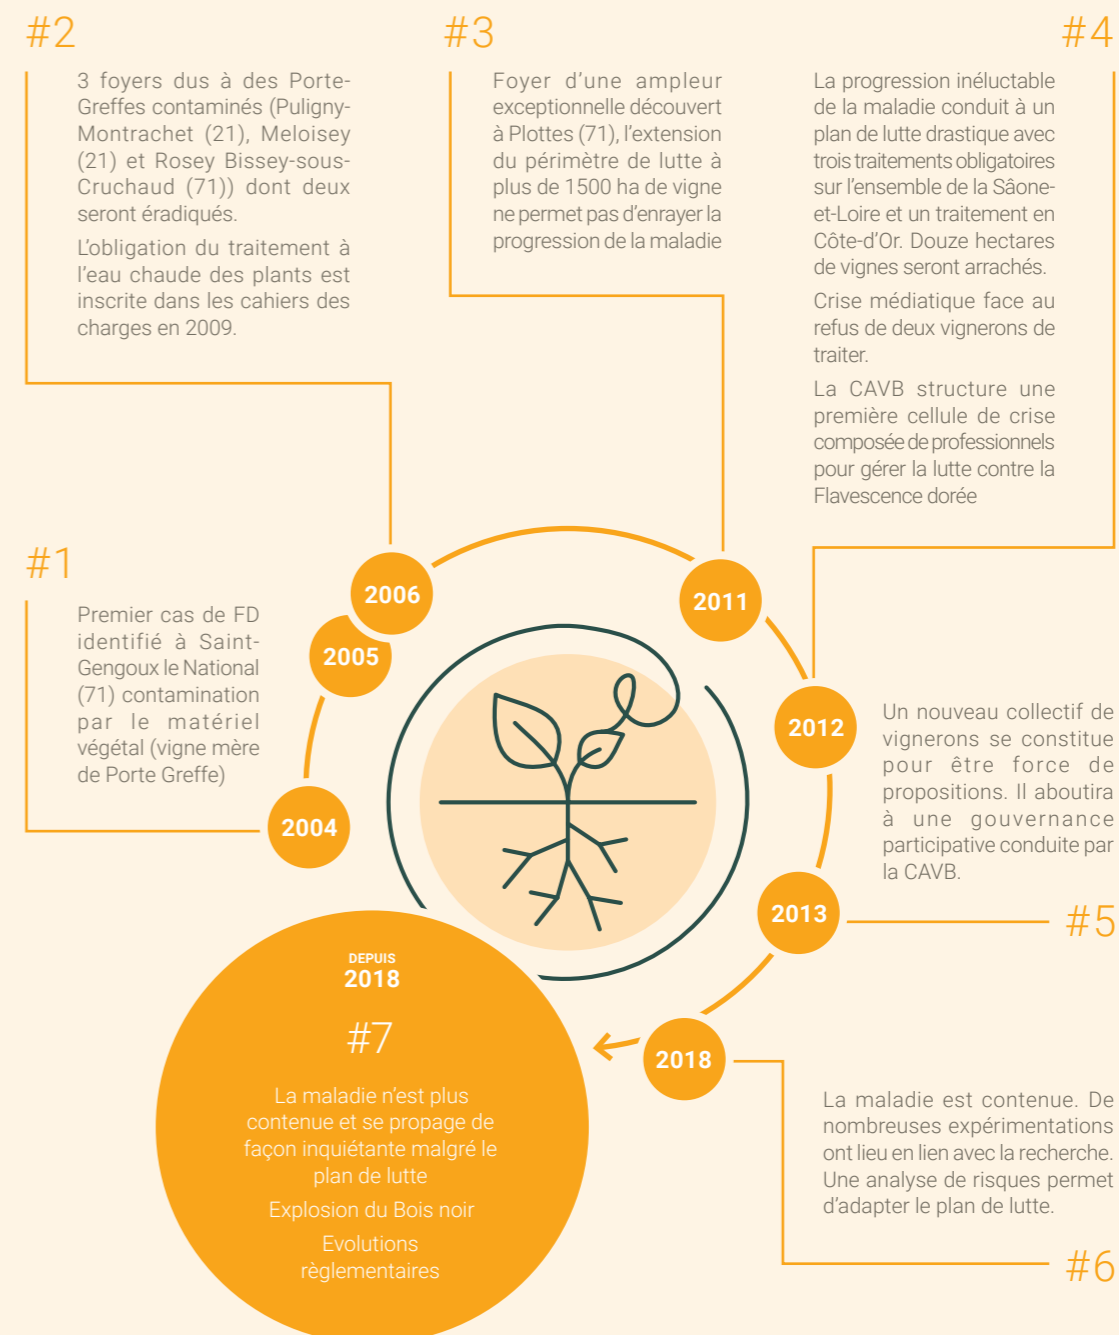 #2
3 foyers dus à des Porte-
Greffes contaminés (Puligny-
Montrachet (21), Meloisey
(21) et Rosey Bissey-sous-
Cruchaud (71)) dont deux
seront éradiqués.
L'obligation du traitement à
l'eau chaude des plants est
inscrite dans les cahiers des
charges en 2009.
#3
Foyer d'une ampleur
exceptionnelle découvert
à Plottes (71), l'extension
du périmètre de lutte à
plus de 1500 ha de vigne
ne permet pas d'enrayer la
progression de la maladie
#4
La progression inéluctable
de la maladie conduit à un
plan de lutte drastique avec
trois traitements obligatoires
sur l'ensemble de la Sâone-
et-Loire et un traitement en
Côte-d'Or. Douze hectares
de vignes seront arrachés.
Crise médiatique face au
refus de deux vignerons de
traiter.
La CAVB structure une
première cellule de crise
composée de professionnels
pour gérer la lutte contre la
Flavescence dorée
#1
Premier cas de FD
identifié à Saint-
Gengoux le National
(71) contamination
par le matériel
végétal (vigne mère
de Porte Greffe)
2004
2005
2006
2011
2012
Un nouveau collectif de
vignerons se constitue
pour être force de
propositions. Il aboutira
à une gouvernance
participative conduite par
la CAVB.
2013
#5
2018
La maladie est contenue. De
nombreuses expérimentations
ont lieu en lien avec la recherche.
Une analyse de risques permet
d'adapter le plan de lutte.
#6
DEPUIS
2018
#7
La maladie n'est plus
contenue et se propage de
façon inquiétante malgré le
plan de lutte
Explosion du Bois noir
Evolutions
règlementaires